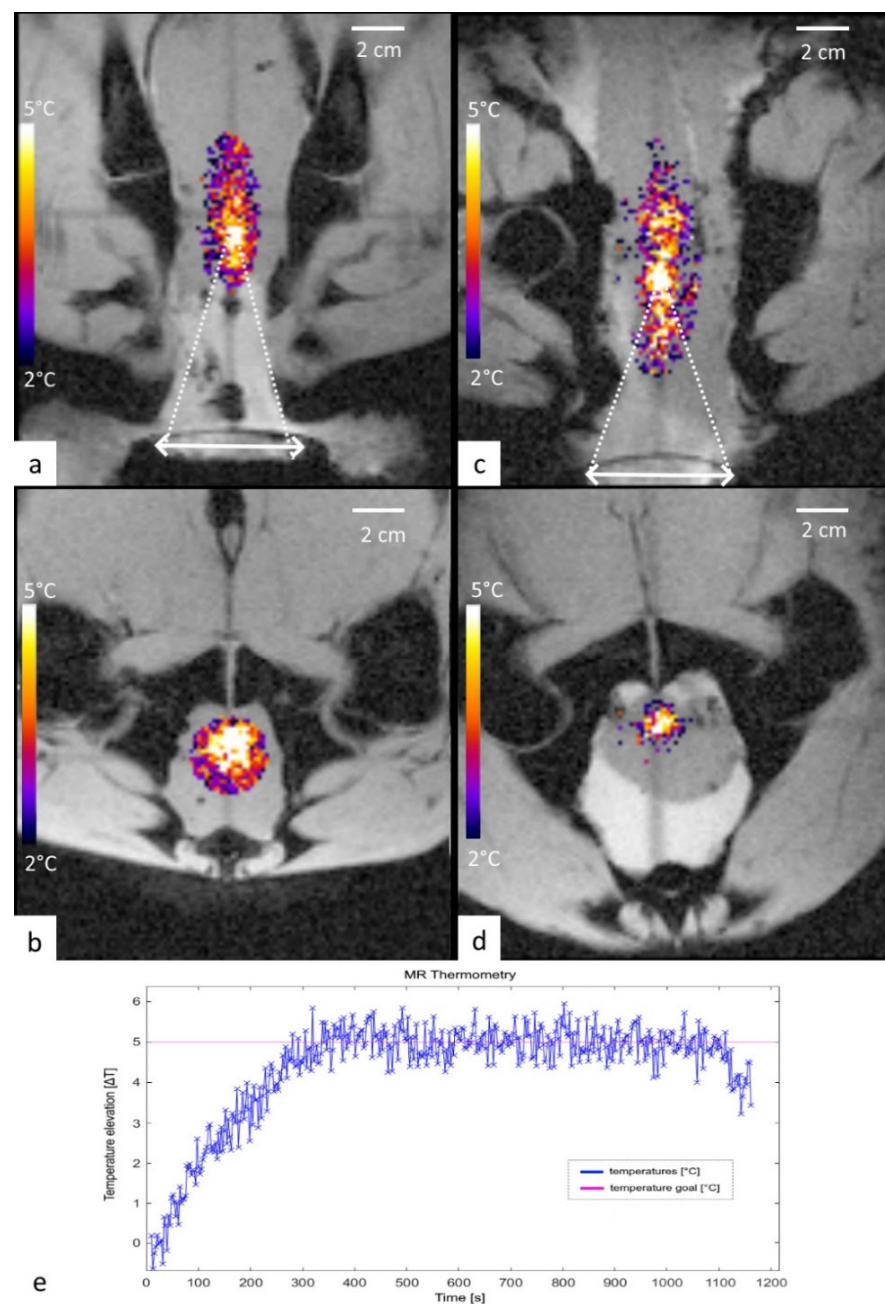 2 cm
2 cm
5°C
5°C
2°C
2°C
a
c
2 cm
2 cm
5°C
5°C
2°C
2°C
b
d
MR Thermometry
6
5
4
3
2
1
0
Temperature elevation [ΔT]
temperatures [°C]
temperature goal [°C]
0 100 200 300 400 500 600 700 800 900 1000 1100 1200
Time [s]
e